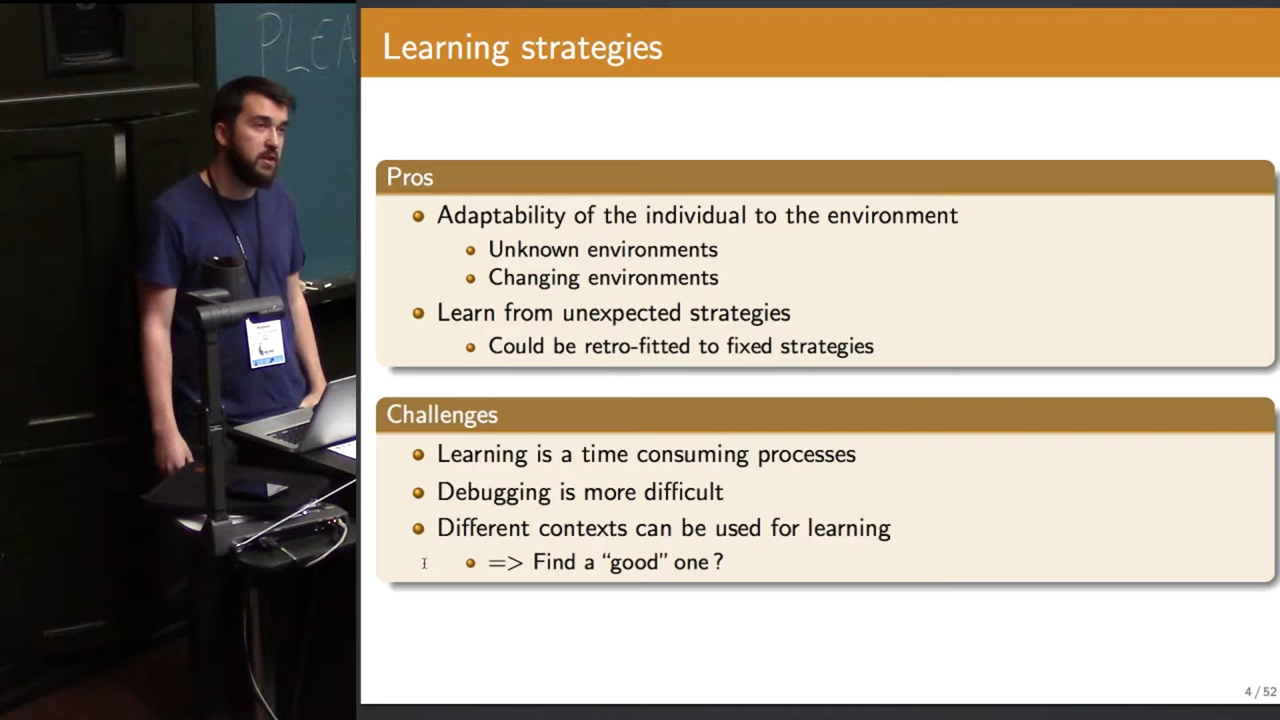 PLEA
Learning strategies
Pros
Adaptability of the individual to the environment
Unknown environments
Changing environments
Learn from unexpected strategies
Could be retro-fitted to fixed strategies
Challenges
Learning is a time consuming processes
Debugging is more difficult
Different contexts can be used for learning
=> Find a “good” one ?
4 / 52